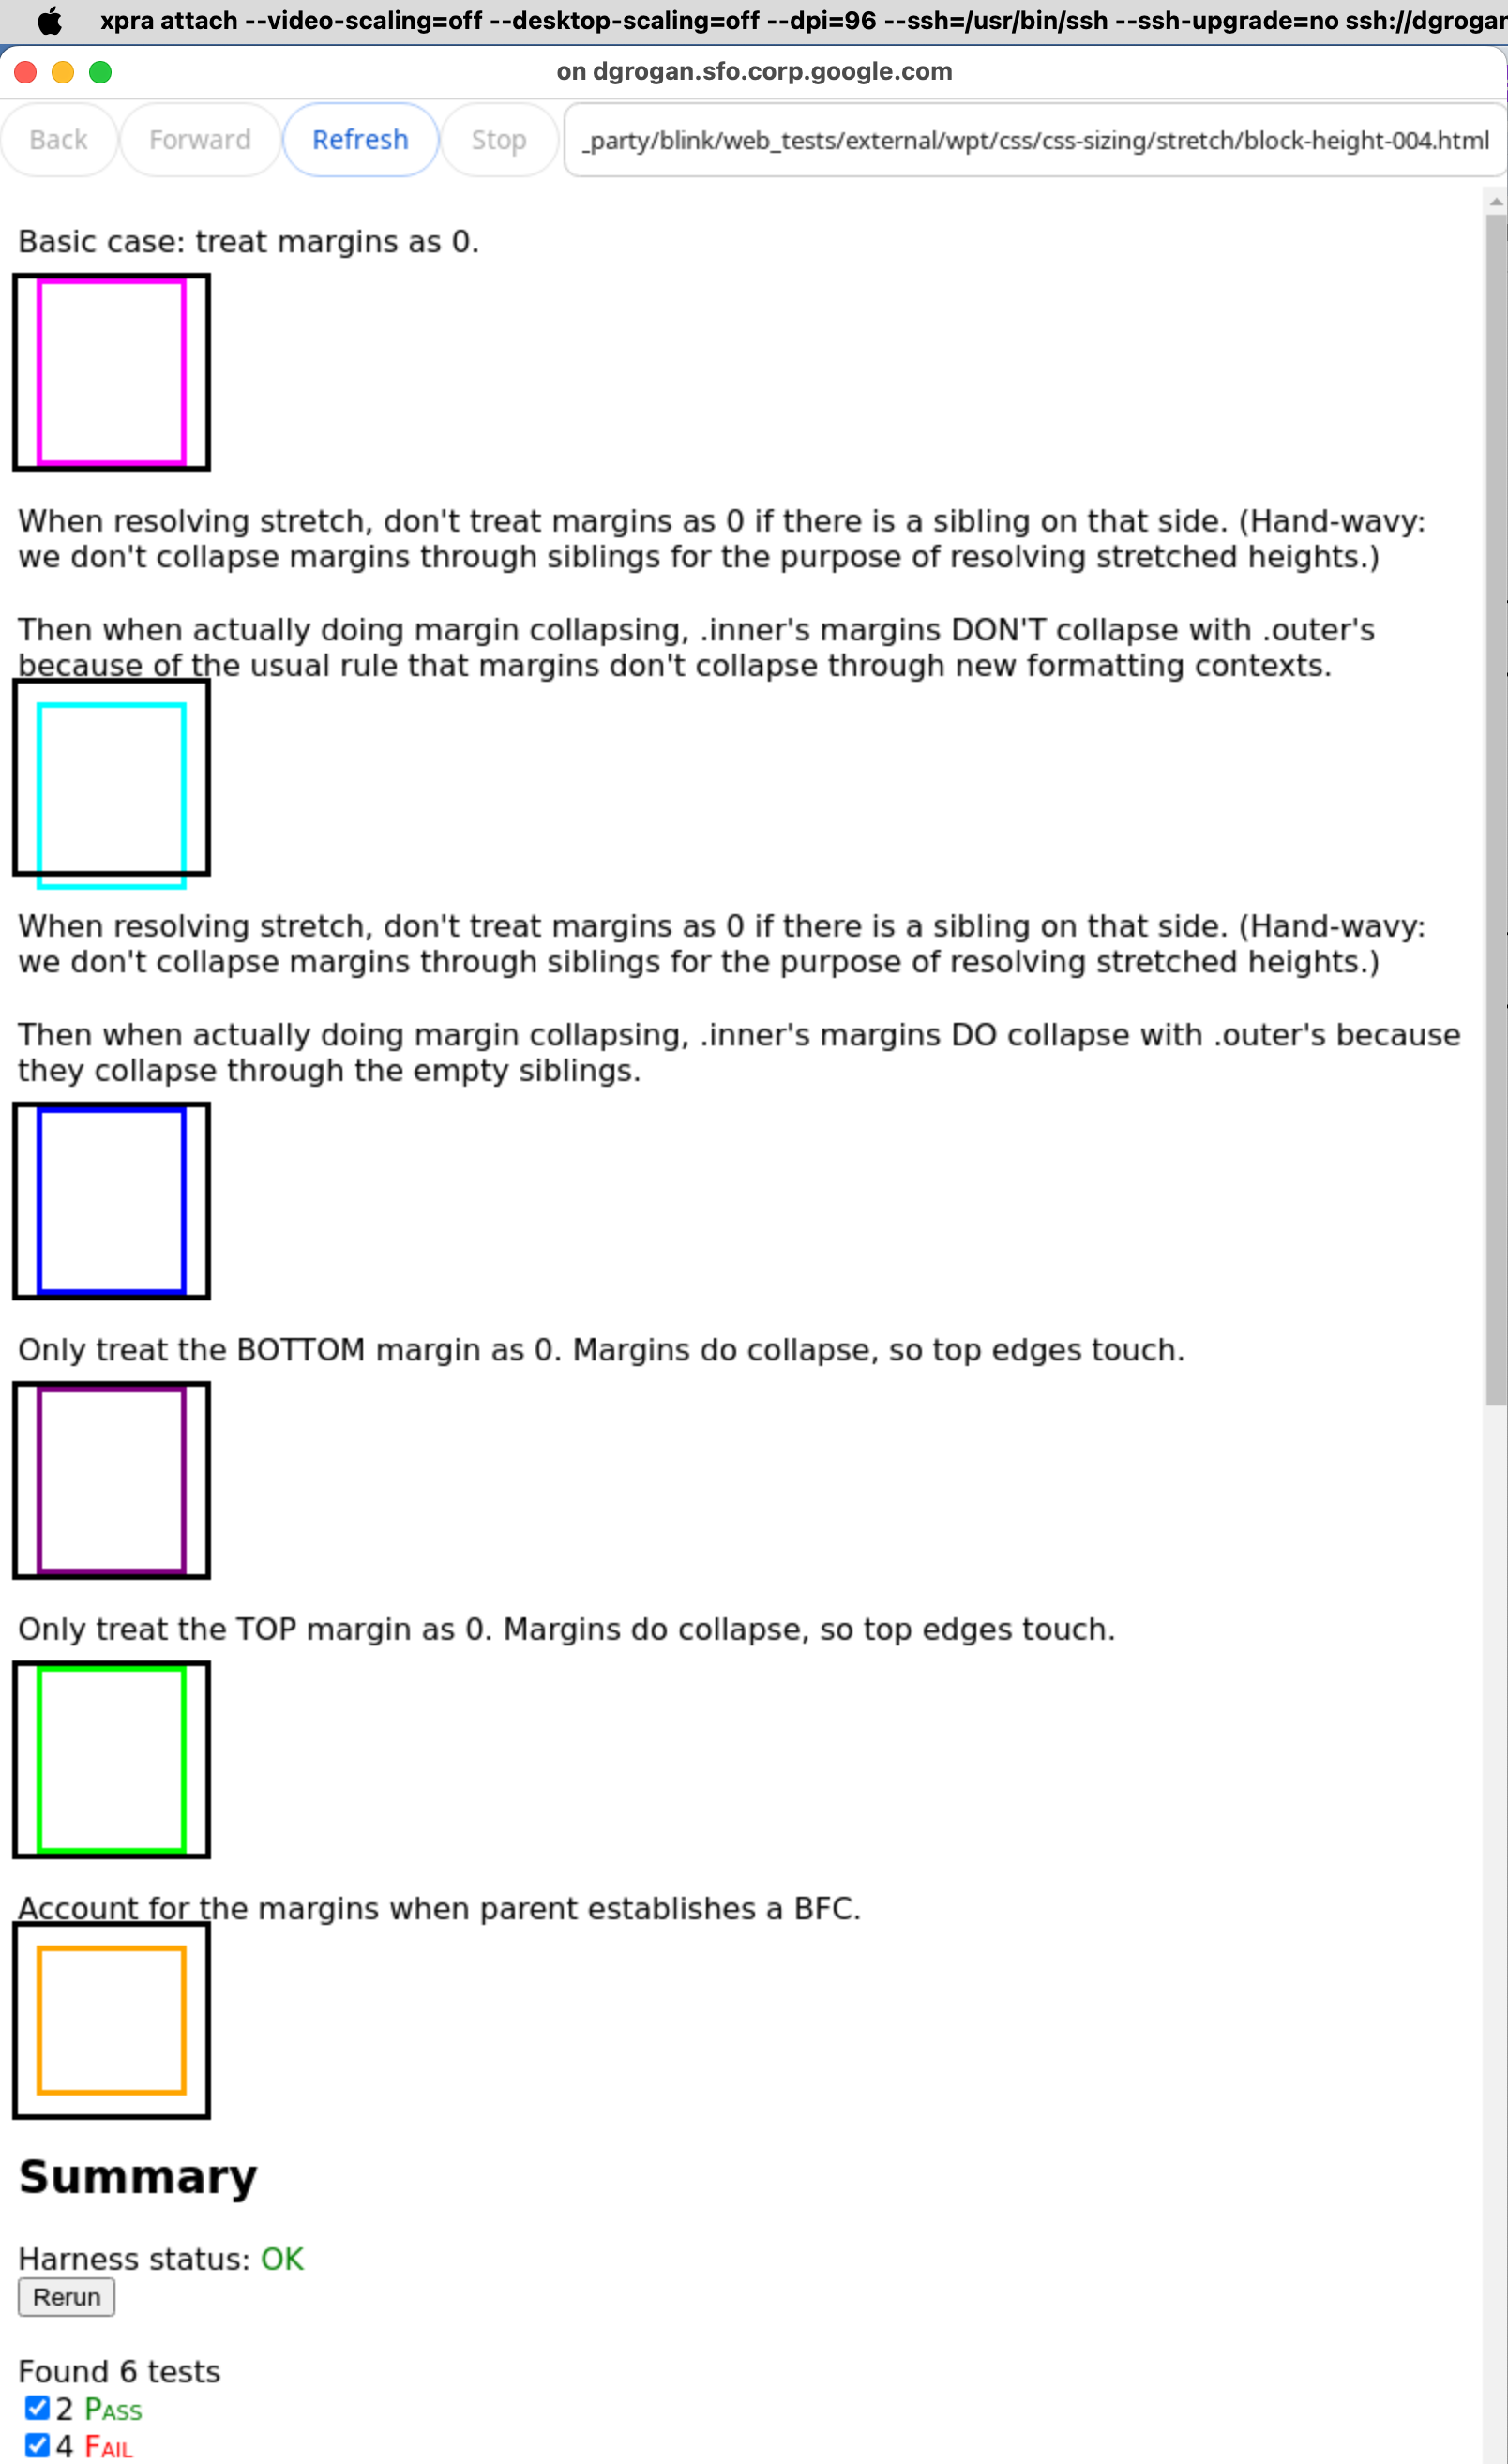 xpra attach --video-scaling=off --desktop-scaling=off --dpi=96 --ssh=/usr/bin/ssh --ssh-upgrade=no ssh://dgrogan
on dgrogan.sfo.corp.google.com
Back Forward Refresh Stop _party/blink/web_tests/external/wpt/css/css-sizing/stretch/block-height-004.html
Basic case: treat margins as 0.
When resolving stretch, don't treat margins as 0 if there is a sibling on that side. (Hand-wavy:
we don't collapse margins through siblings for the purpose of resolving stretched heights.)
Then when actually doing margin collapsing, .inner's margins DON'T collapse with .outer's
because of the usual rule that margins don't collapse through new formatting contexts.
When resolving stretch, don't treat margins as 0 if there is a sibling on that side. (Hand-wavy:
we don't collapse margins through siblings for the purpose of resolving stretched heights.)
Then when actually doing margin collapsing, .inner's margins DO collapse with .outer's because
they collapse through the empty siblings.
Only treat the BOTTOM margin as 0. Margins do collapse, so top edges touch.
Only treat the TOP margin as 0. Margins do collapse, so top edges touch.
Account for the margins when parent establishes a BFC.
Summary
Harness status: OK
Rerun
Found 6 tests
2 Pass
4 Fail